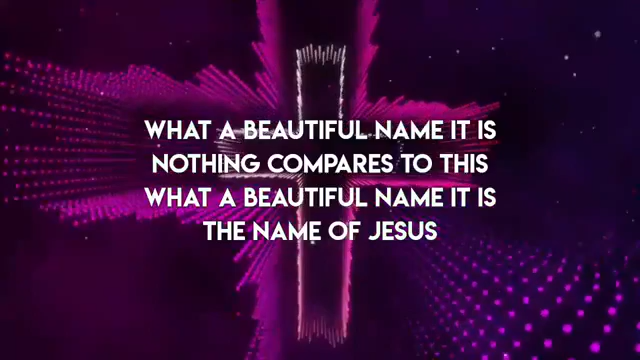 WHAT A BEAUTIFUL NAME IT IS
NOTHING COMPARES TO THIS
WHAT A BEAUTIFUL NAME IT IS
THE NAME OF JESUS